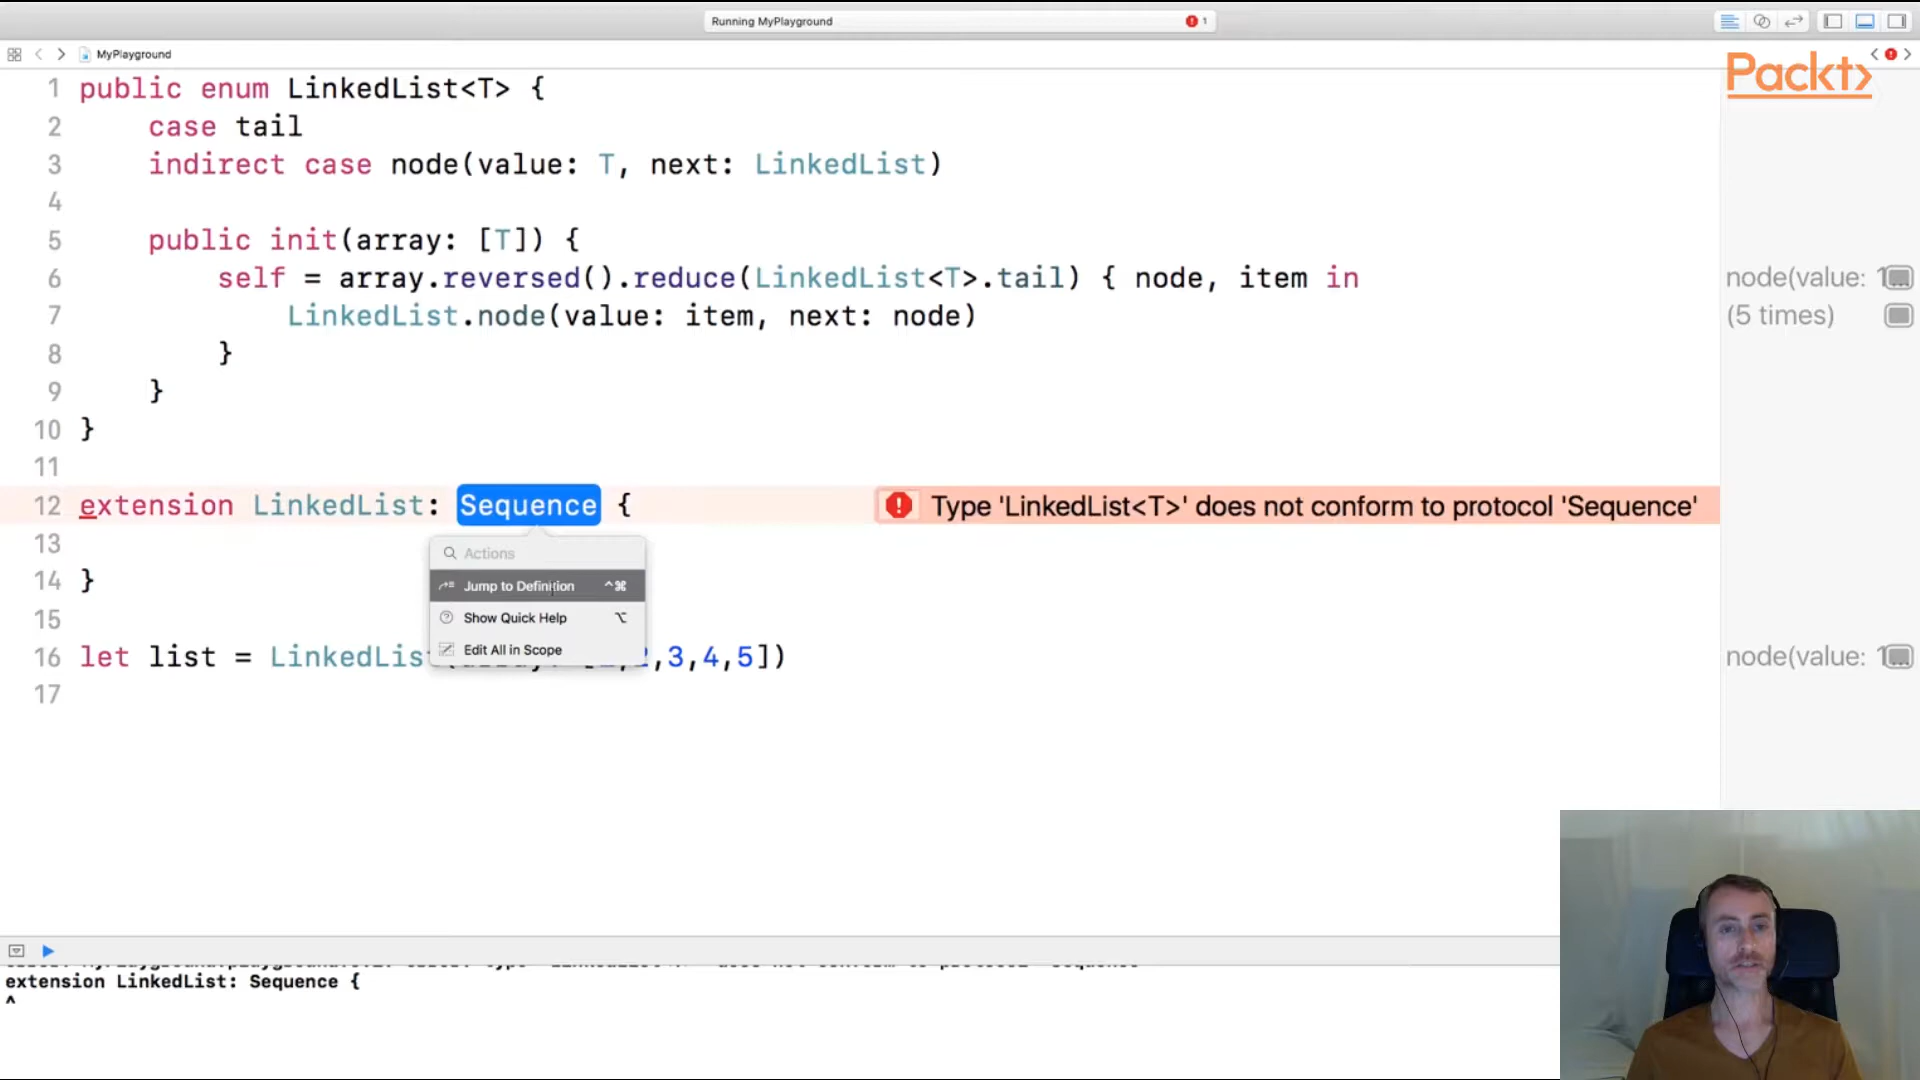 Running MyPlayground
1
MyPlayground
Packt
1 public enum LinkedList<T> {
2 case tail
3 indirect case node(value: T, next: LinkedList)
4
5 public init(array: [T]) {
6 self = array.reversed().reduce(LinkedList<T>.tail) { node, item in
node(value: 1
7 LinkedList.node(value: item, next: node)
(5 times)
8 }
9 }
10 }
11
12 extension LinkedList: Sequence {
Type 'LinkedList<T>' does not conform to protocol 'Sequence'
13
Actions
Jump to Definition ^⌘
14 }
Show Quick Help ⌥
15
Edit All in Scope
16 let list = LinkedList ,3,4,5])
node(value: 1
17
extension LinkedList: Sequence {
^